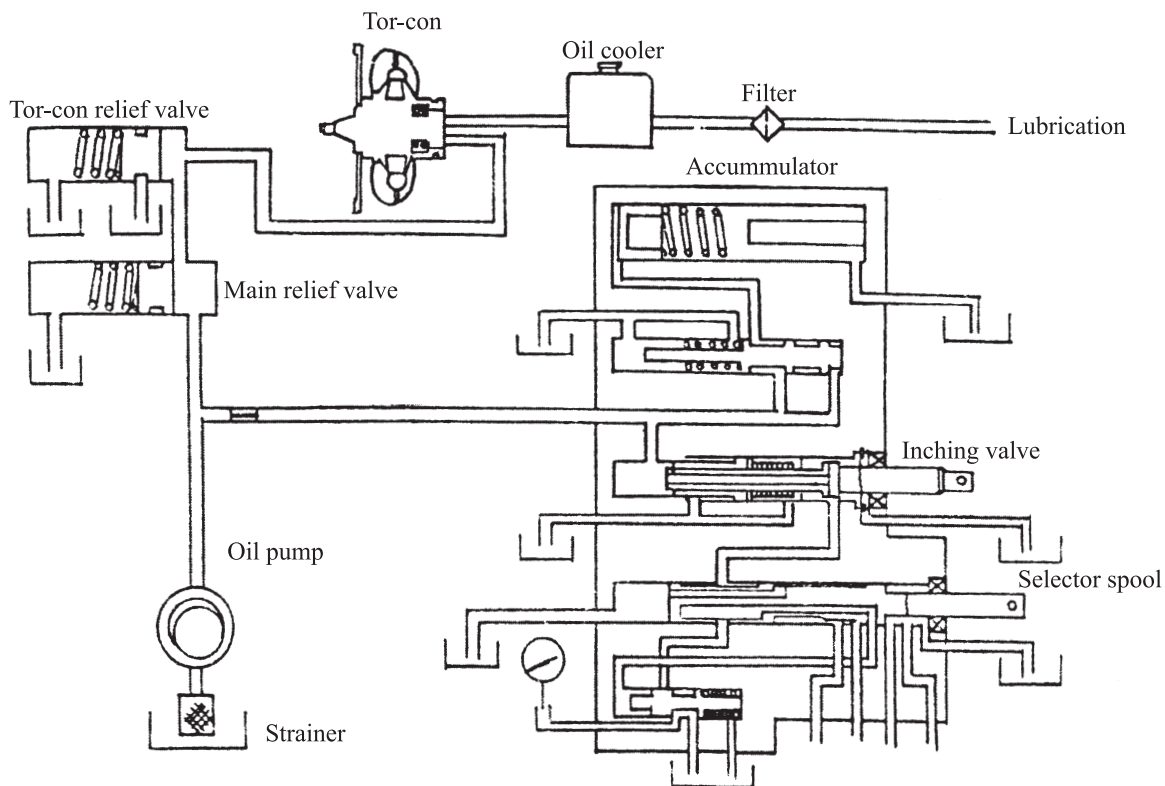 Tor-con
Oil cooler
Filter
Tor-con relief valve
Lubrication
Accummulator
Main relief valve
Inching valve
Oil pump
Selector spool
Strainer